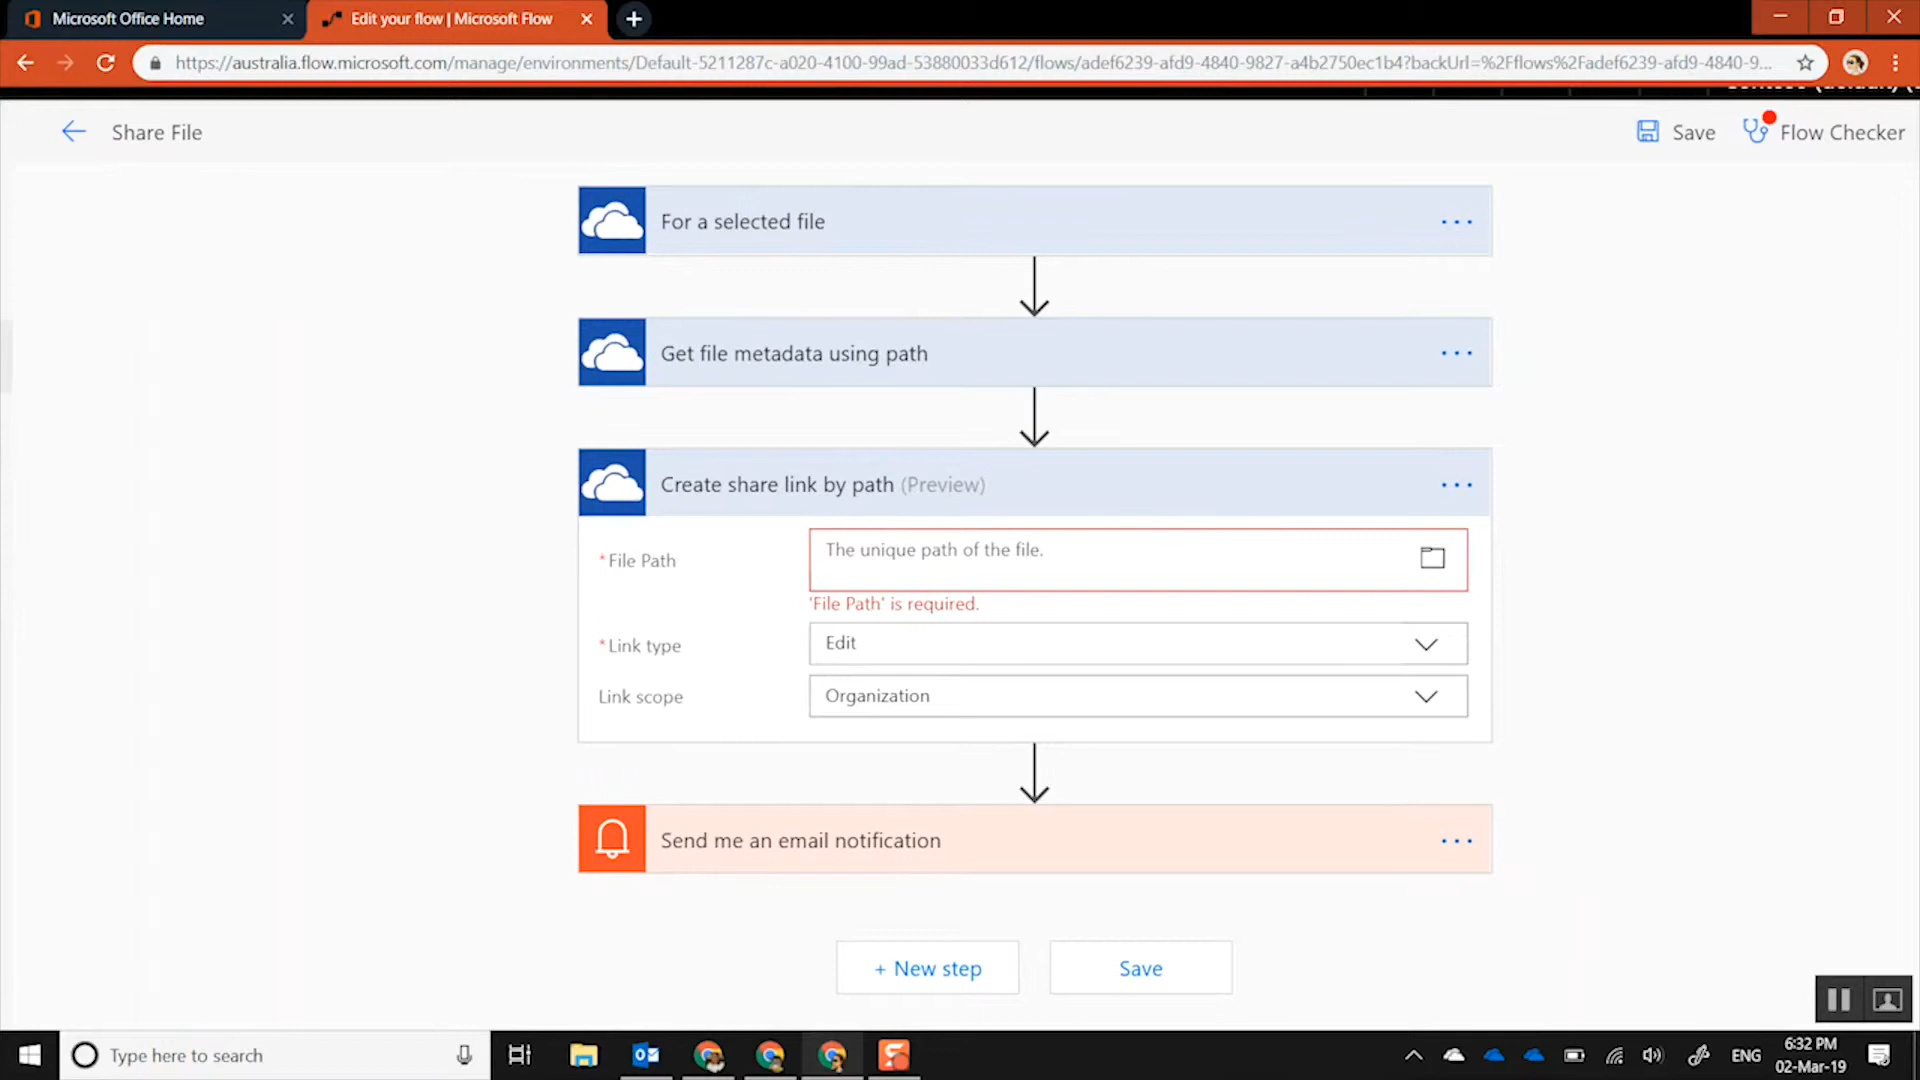 Microsoft Office Home
Edit your flow | Microsoft Flow
https://australia.flow.microsoft.com/manage/environments/Default-5211287c-a020-4100-99ad-53880033d612/flows/adef6239-afd9-4840-9827-a4b2750ec1b4?backUrl=%2Fflows%2Fadef6239-afd9-4840-9...
Share File
Save
Flow Checker
For a selected file
Get file metadata using path
Create share link by path (Preview)
* File Path
The unique path of the file.
'File Path' is required.
* Link type
Edit
Link scope
Organization
Send me an email notification
+ New step
Save
Type here to search
ENG
6:32 PM
02-Mar-19